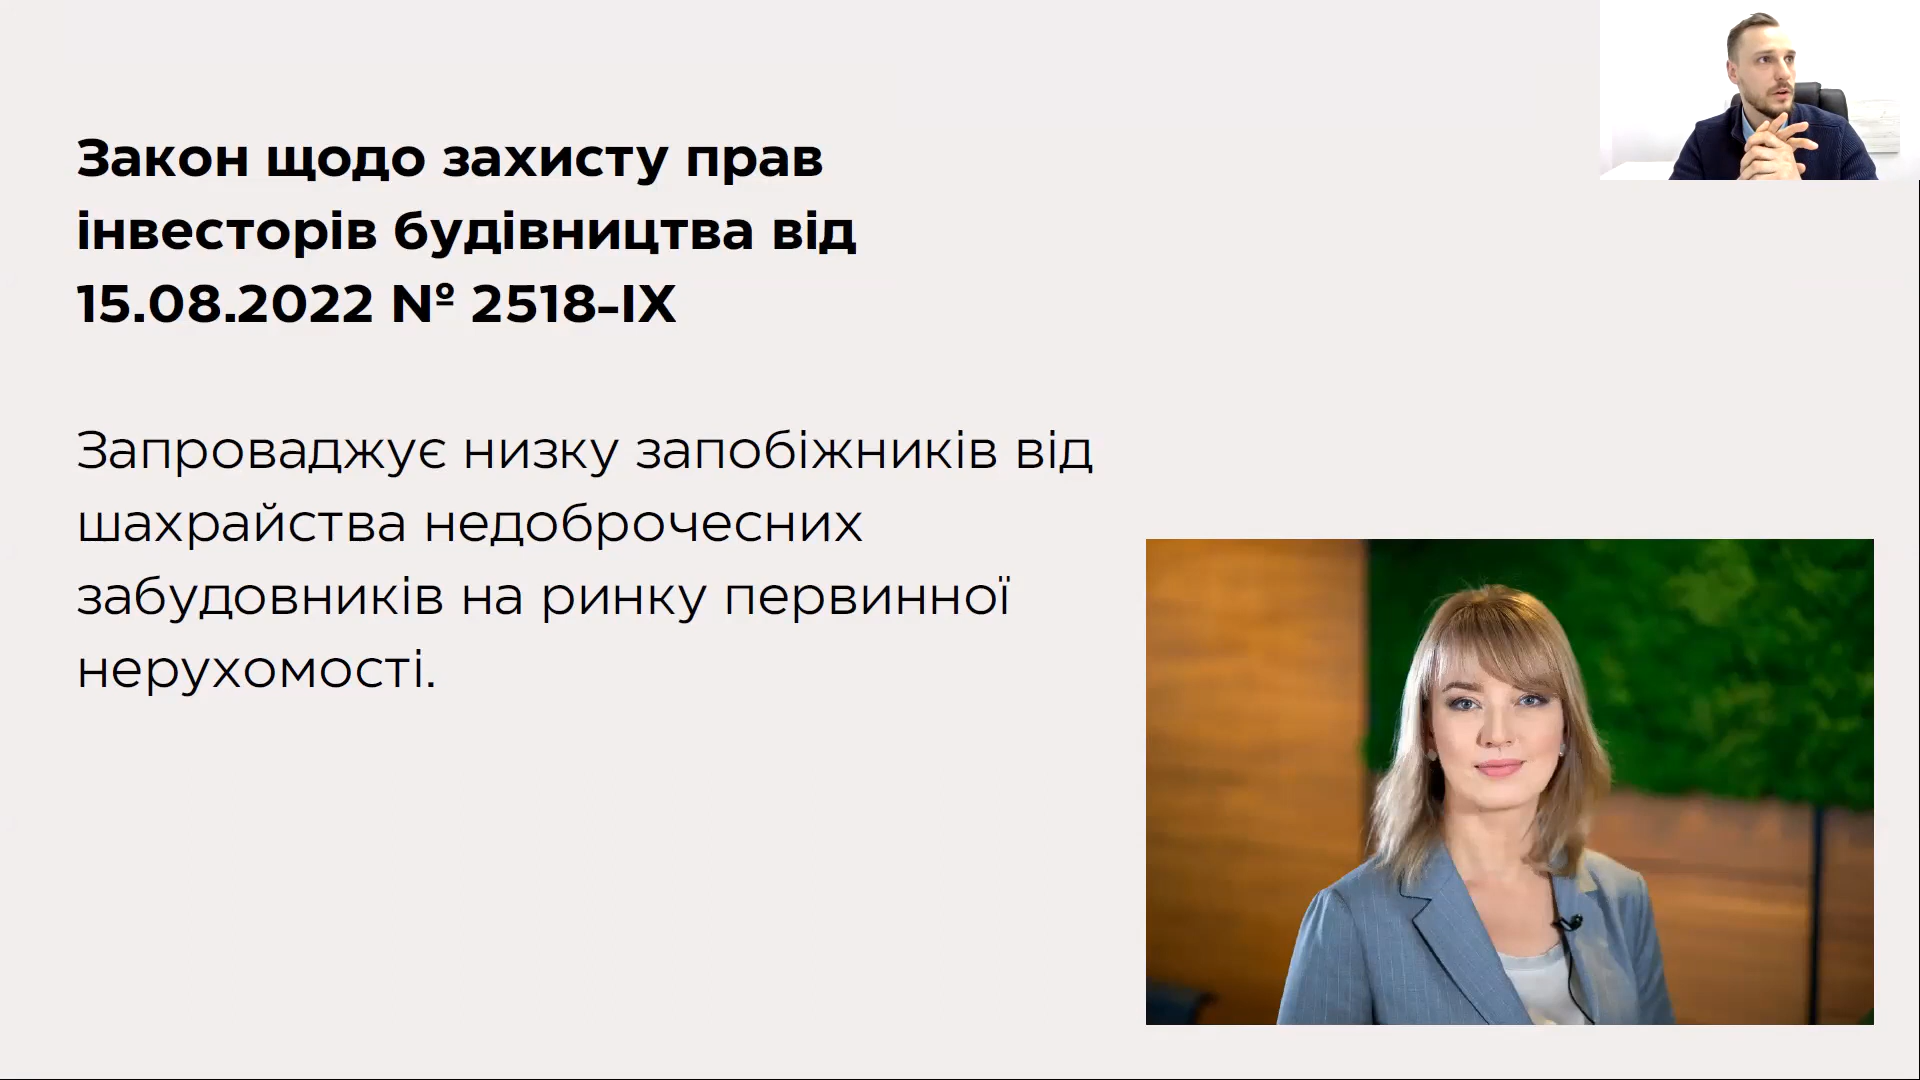 Закон щодо захисту прав
інвесторів будівництва від
15.08.2022 № 2518-IX
Запроваджує низку запобіжників від
шахрайства недоброчесних
забудовників на ринку первинної
нерухомості.